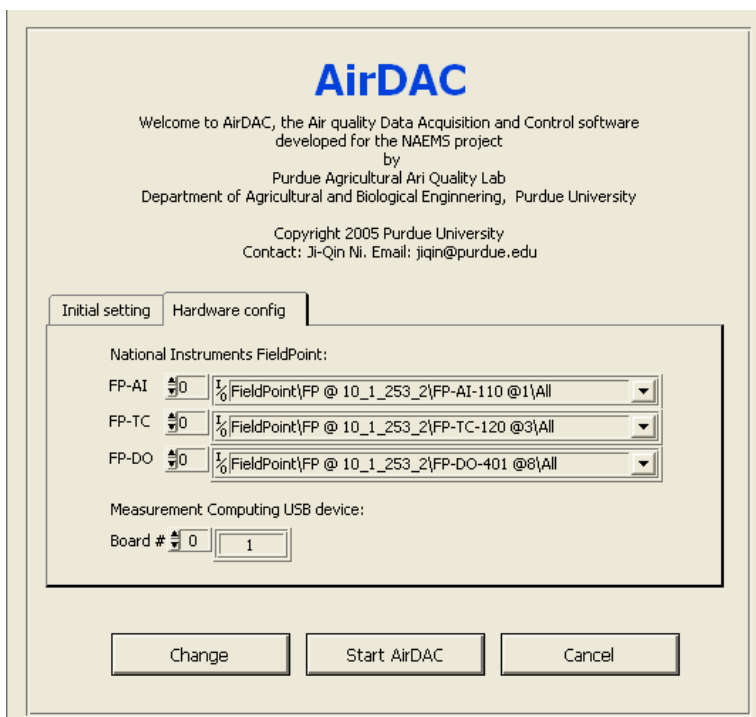 AirDAC
Welcome to AirDAC, the Air quality Data Acquisition and Control software
developed for the NAEMS project
by
Purdue Agricultural Ari Quality Lab
Department of Agricultural and Biological Enginnering, Purdue University
Copyright 2005 Purdue University
Contact: Ji-Qin Ni. Email: jiqin@purdue.edu
Initial setting Hardware config
National Instruments FieldPoint:
FP-AI 0 I/O FieldPoint\FP @ 10_1_253_2\FP-AI-110 @1\All
FP-TC 0 I/O FieldPoint\FP @ 10_1_253_2\FP-TC-120 @3\All
FP-DO 0 I/O FieldPoint\FP @ 10_1_253_2\FP-DO-401 @8\All
Measurement Computing USB device:
Board # 0 1
Change Start AirDAC Cancel